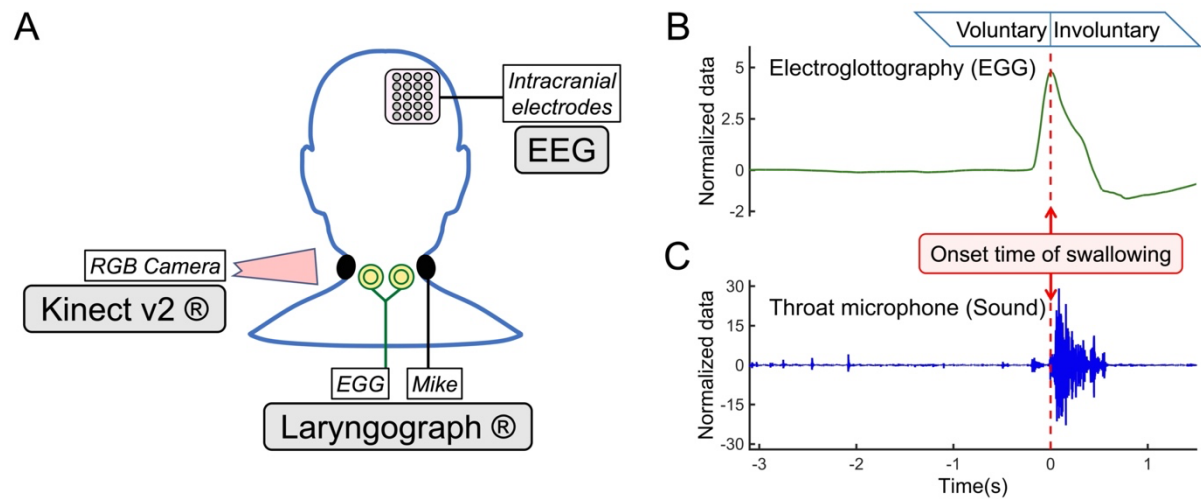 A
Intracranial
electrodes
EEG
RGB Camera
Kinect v2 ®
EGG
Mike
Laryngograph ®
B
Voluntary
Involuntary
Electroglottography (EGG)
Normalized data
5
2.5
0
-2
Onset time of swallowing
C
Throat microphone (Sound)
Normalized data
30
15
0
-15
-30
-3
-2
-1
0
1
Time(s)